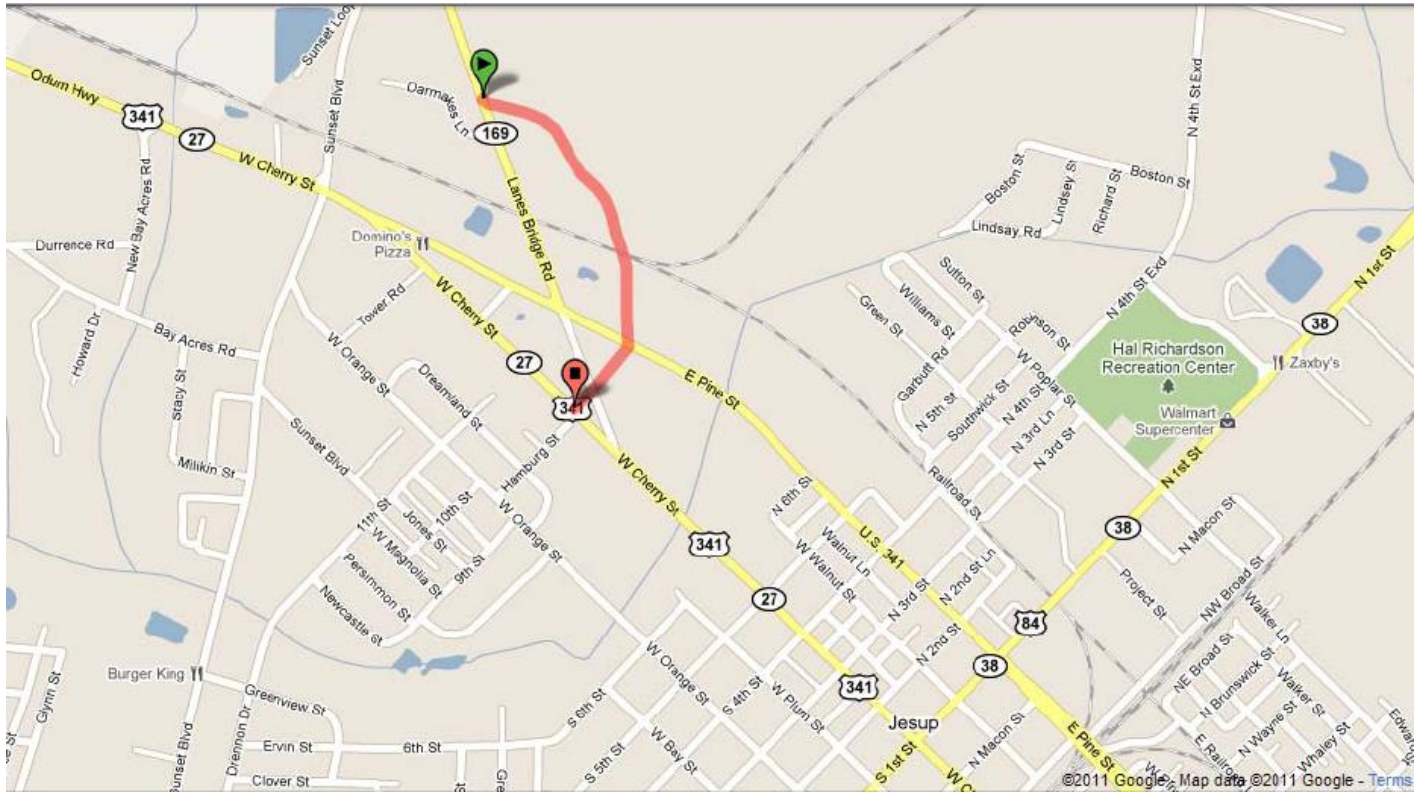 Sunset Loop
Odum Hwy
341
27
W Cherry St
Sunset Blvd
Darmakes Ln
169
Lanes Bridge Rd
N 4th St Exd
Boston St
Boston St
Lindsey St
Richard St
Lindsay Rd
New Bay Acres Rd
Durrence Rd
Domino's
Pizza
Tower Rd
W Cherry St
Howard Dr
Bay Acres Rd
W Orange St
27
341
Dreamland St
E Pine St
Stacy St
Milikin St
Sunset Blvd
Hamburg St
11th St
10th St
Jones St
W Magnolia St
9th St
Persimmon St
Newcastle St
W Orange St
W Cherry St
341
27
Sutton St
Williams St
Green St
Garbutt Rd
Robinson St
W Poplar St
N 5th St
Southwick St
N 4th St
N 3rd Ln
N 3rd St
N 4th St Exd
N 1st St
38
Hal Richardson
Recreation Center
Zaxby's
Walmart
Supercenter
N 1st St
Railroad St
38
N Macon St
N 6th St
Walnut Ln
W Walnut St
U.S. 341
N 3rd St
N 2nd St Ln
N 2nd St
Project St
NW Broad St
Walker Ln
84
38
341
NE Broad St
N Brunswick St
Walker St
N Wayne St
Whaley St
E Railroad
Edward
Burger King
Greenview St
Glynn St
Sunset Blvd
Drennon Dr
Ervin St
6th St
Clover St
S 6th St
S 5th St
W Orange St
W Bay St
S 4th St
W Plum St
Jesup
S 1st St
N Macon St
W C
E Pine St
©2011 Google - Map data ©2011 Google - Terms